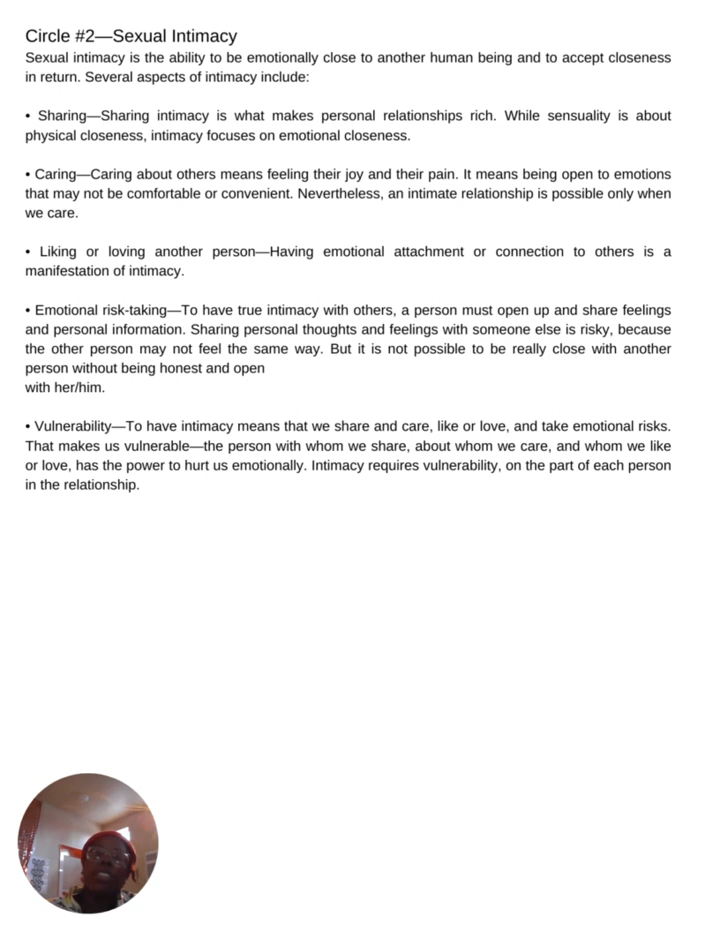 Circle #2—Sexual Intimacy
Sexual intimacy is the ability to be emotionally close to another human being and to accept closeness
in return. Several aspects of intimacy include:
• Sharing—Sharing intimacy is what makes personal relationships rich. While sensuality is about
physical closeness, intimacy focuses on emotional closeness.
• Caring—Caring about others means feeling their joy and their pain. It means being open to emotions
that may not be comfortable or convenient. Nevertheless, an intimate relationship is possible only when
we care.
• Liking or loving another person—Having emotional attachment or connection to others is a
manifestation of intimacy.
• Emotional risk-taking—To have true intimacy with others, a person must open up and share feelings
and personal information. Sharing personal thoughts and feelings with someone else is risky, because
the other person may not feel the same way. But it is not possible to be really close with another
person without being honest and open
with her/him.
• Vulnerability—To have intimacy means that we share and care, like or love, and take emotional risks.
That makes us vulnerable—the person with whom we share, about whom we care, and whom we like
or love, has the power to hurt us emotionally. Intimacy requires vulnerability, on the part of each person
in the relationship.